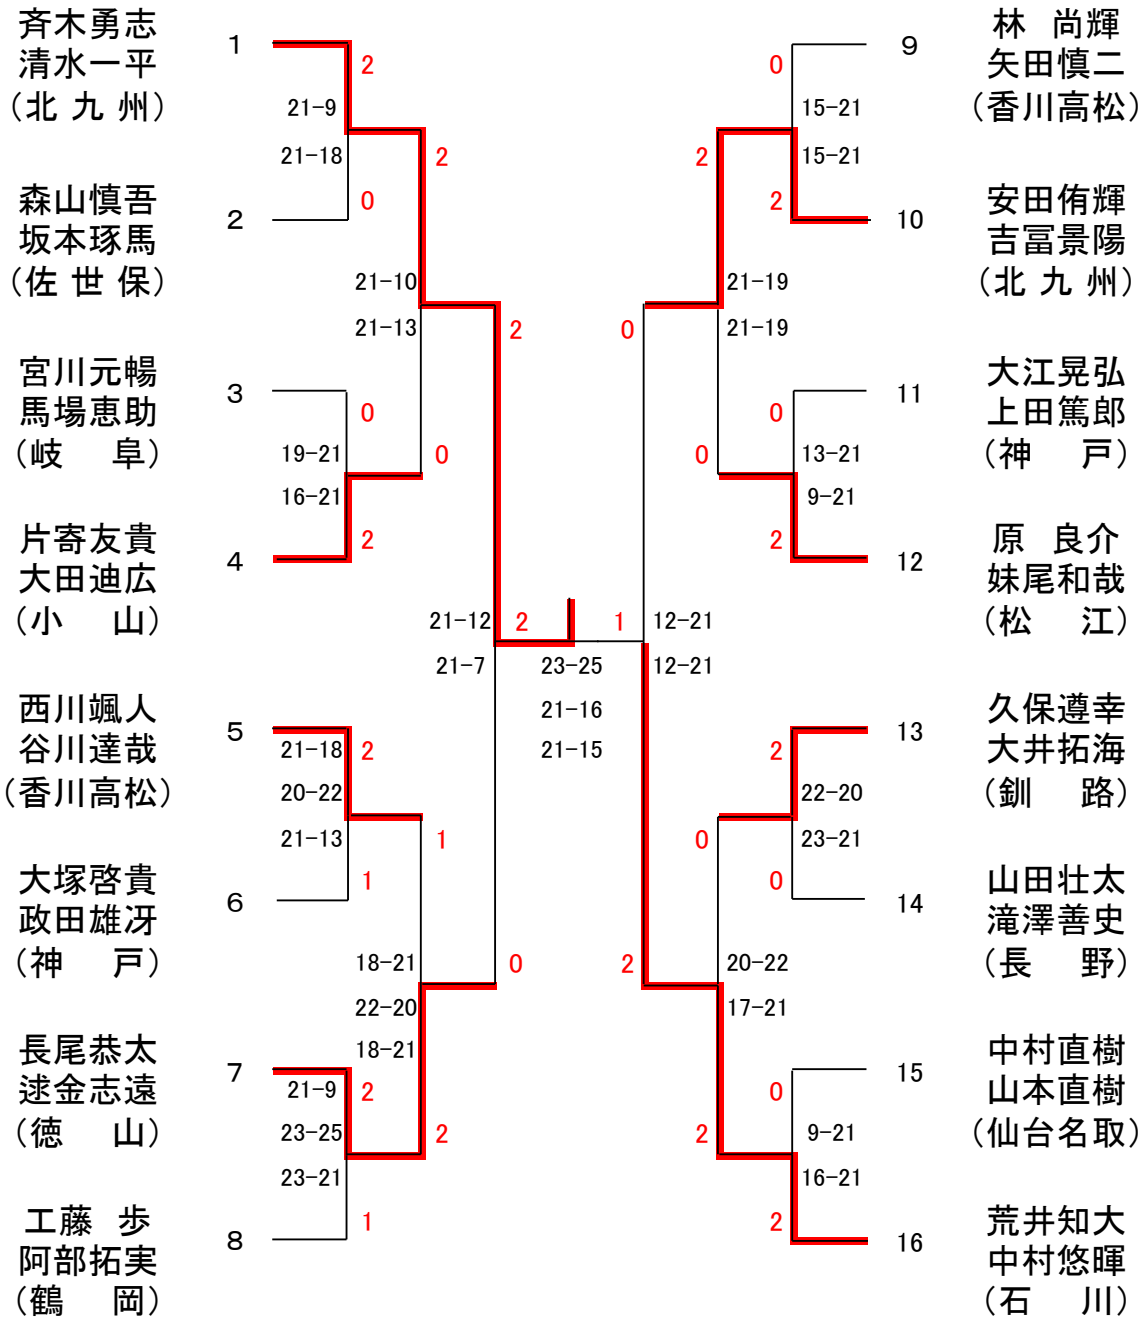 斉木勇志
清水一平
（北 九 州）
1
森山慎吾
坂本琢馬
（佐 世 保）
2
宮川元暢
馬場恵助
（岐　阜）
3
片寄友貴
大田迪広
（小　山）
4
西川颯人
谷川達哉
（香川高松）
5
大塚啓貴
政田雄冴
（神　戸）
6
長尾恭太
逑金志遠
（徳　山）
7
工藤　歩
阿部拓実
（鶴　岡）
8
2
21-9
21-18
0
0
19-21
16-21
2
2
21-18
20-22
21-13
1
2
21-9
23-25
23-21
1
2
21-10
21-13
0
1
18-21
22-20
18-21
2
2
21-12
21-7
0
2
1
23-25
21-16
21-15
0
12-21
12-21
2
2
21-19
21-19
0
0
20-22
17-21
2
0
15-21
15-21
2
0
13-21
9-21
2
2
22-20
23-21
0
0
9-21
16-21
2
9
林　尚輝
矢田慎二
（香川高松）
10
安田侑輝
吉冨景陽
（北 九 州）
11
大江晃弘
上田篤郎
（神　戸）
12
原　良介
妹尾和哉
（松　江）
13
久保遵幸
大井拓海
（釧　路）
14
山田壮太
滝澤善史
（長　野）
15
中村直樹
山本直樹
（仙台名取）
16
荒井知大
中村悠暉
（石　川）